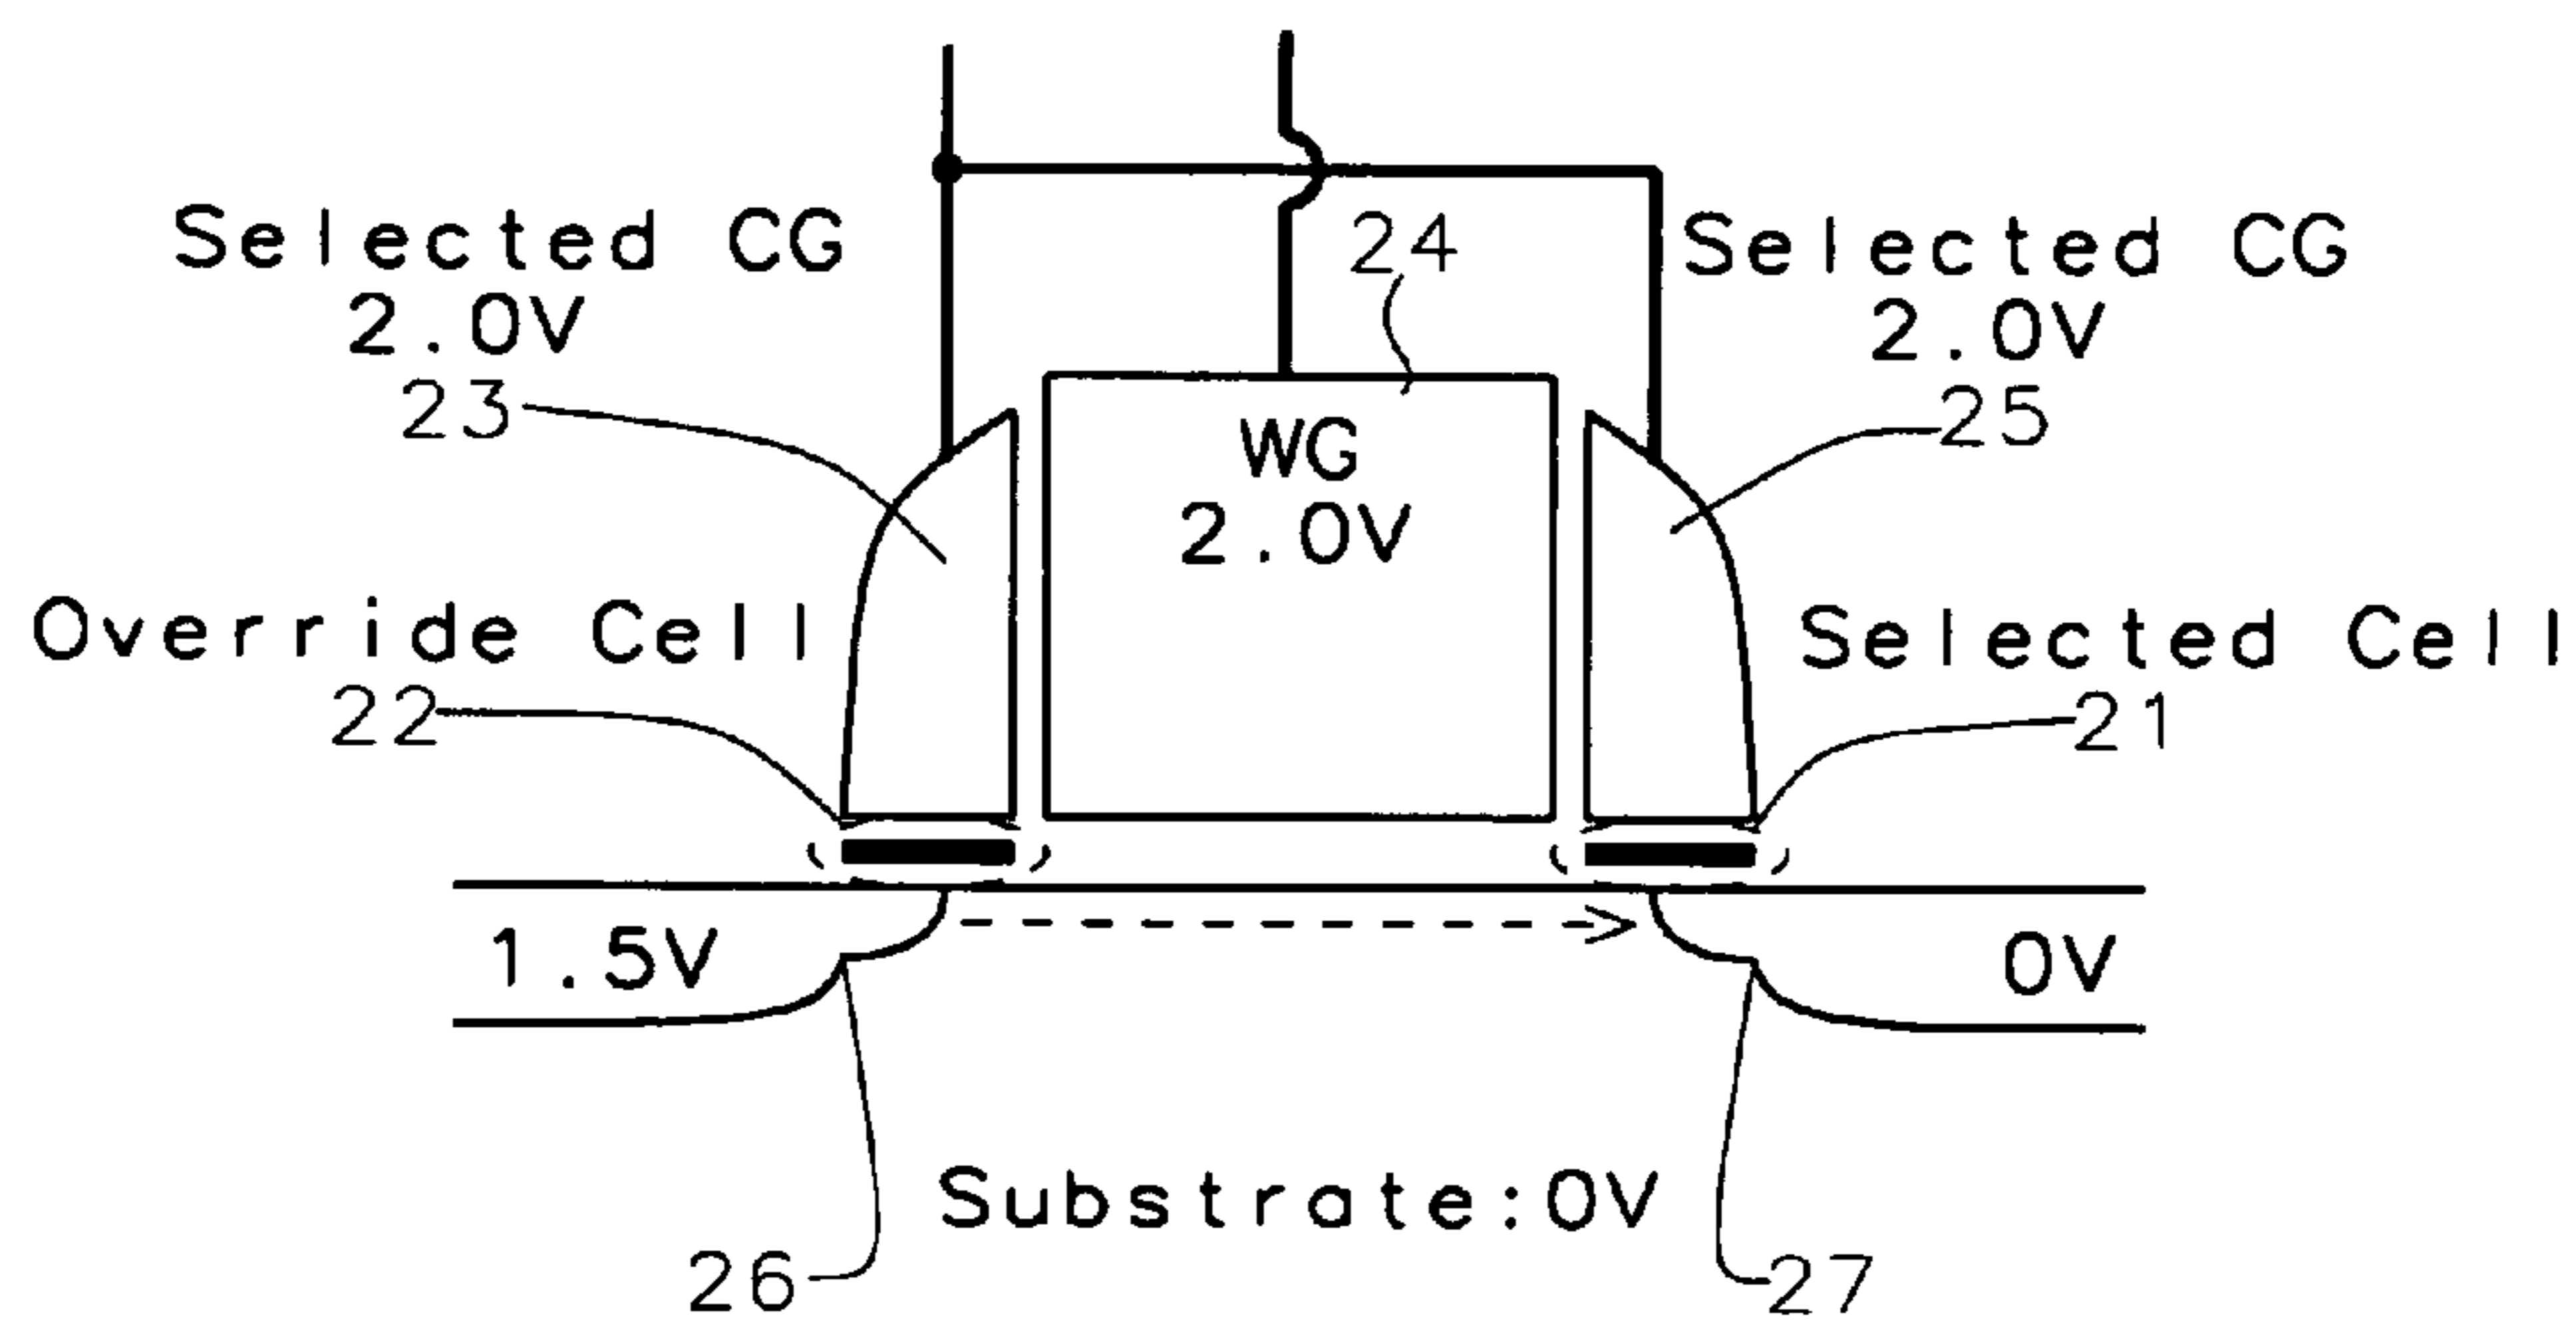 Selected CG
2.0V
23
24
Selected CG
2.0V
25
WG
2.0V
Override Cell
22
Selected Cell
21
1.5V
0V
Substrate:0V
26
27